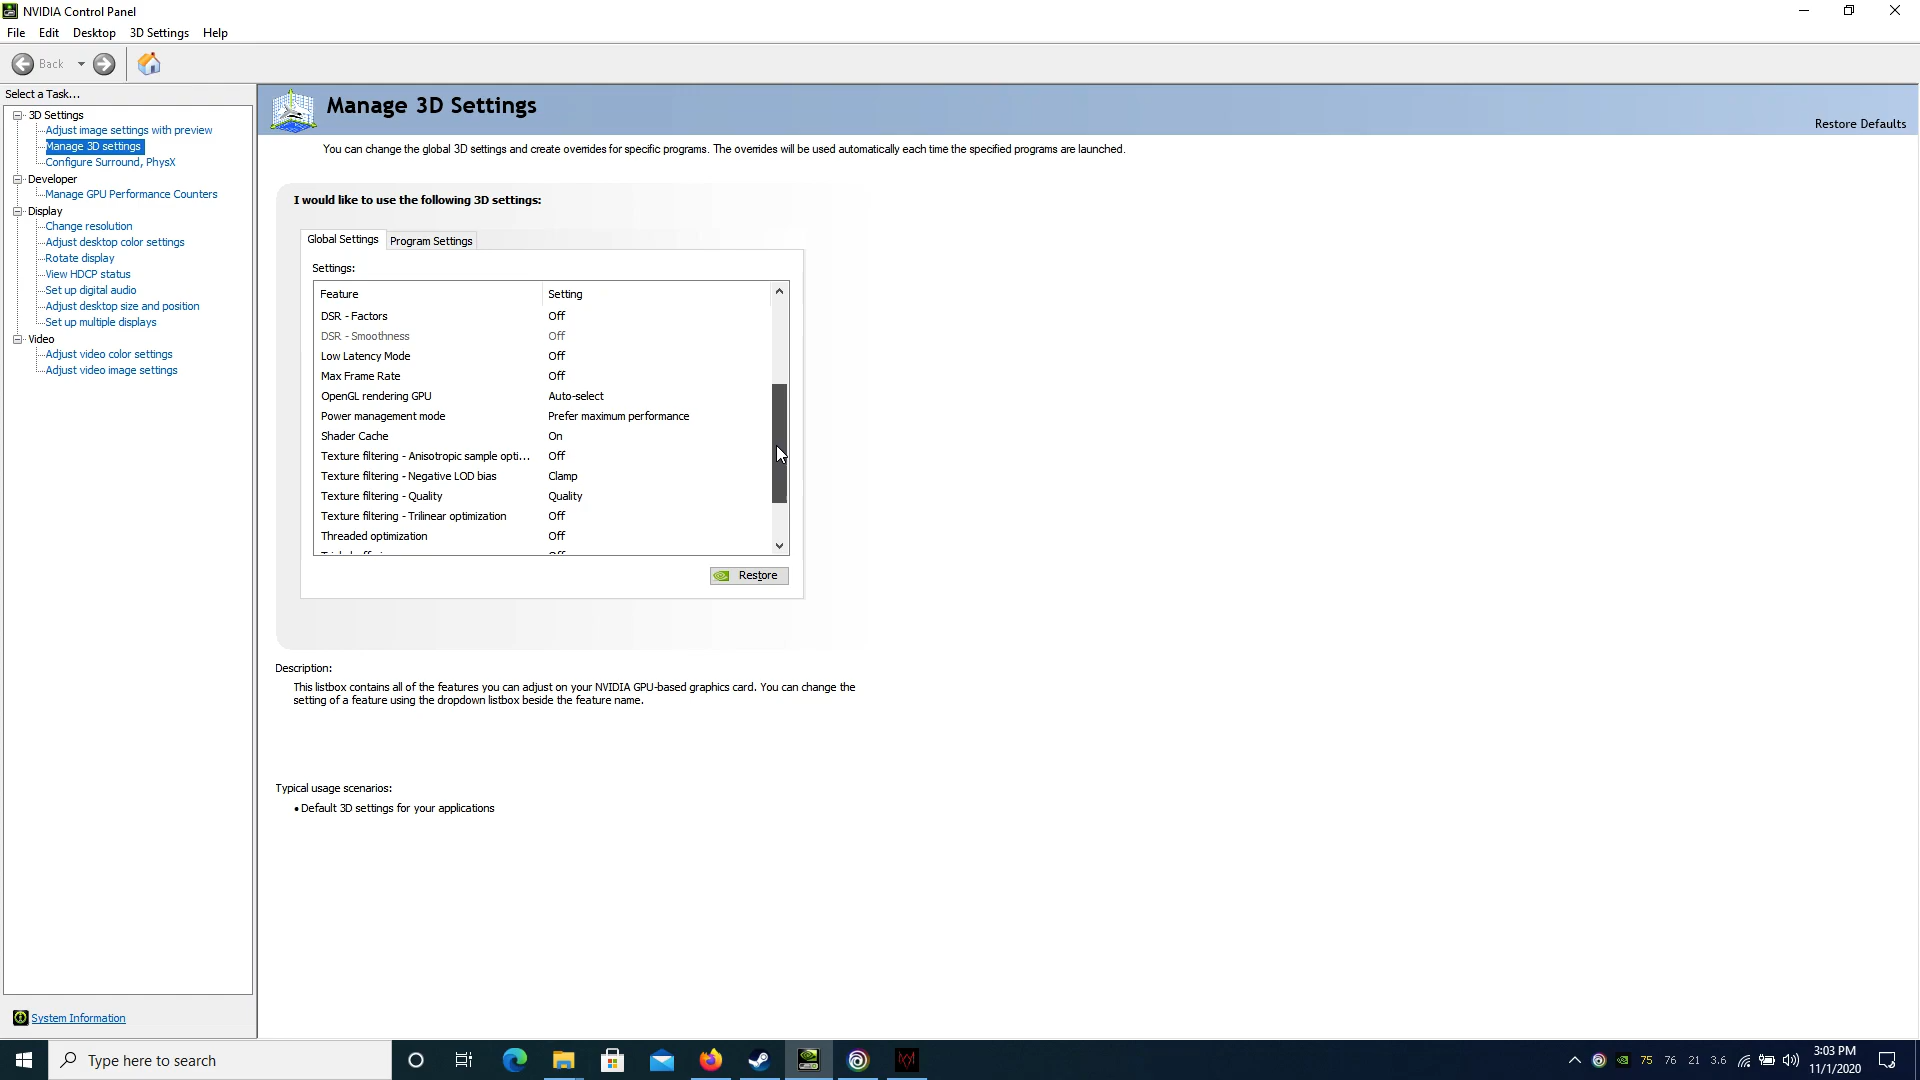 NVIDIA Control Panel
File Edit Desktop 3D Settings Help
Back
Select a Task...
3D Settings
Adjust image settings with preview
Manage 3D settings
Configure Surround, PhysX
Developer
Manage GPU Performance Counters
Display
Change resolution
Adjust desktop color settings
Rotate display
View HDCP status
Set up digital audio
Adjust desktop size and position
Set up multiple displays
Video
Adjust video color settings
Adjust video image settings
System Information
Manage 3D Settings
Restore Defaults
You can change the global 3D settings and create overrides for specific programs. The overrides will be used automatically each time the specified programs are launched.
I would like to use the following 3D settings:
Global Settings Program Settings
Settings:
Feature Setting
DSR - Factors Off
DSR - Smoothness Off
Low Latency Mode Off
Max Frame Rate Off
OpenGL rendering GPU Auto-select
Power management mode Prefer maximum performance
Shader Cache On
Texture filtering - Anisotropic sample opti... Off
Texture filtering - Negative LOD bias Clamp
Texture filtering - Quality Quality
Texture filtering - Trilinear optimization Off
Threaded optimization Off
Restore
Description:
This listbox contains all of the features you can adjust on your NVIDIA GPU-based graphics card. You can change the
setting of a feature using the dropdown listbox beside the feature name.
Typical usage scenarios:
• Default 3D settings for your applications
Type here to search
75 76 21 3.6
3:03 PM
11/1/2020